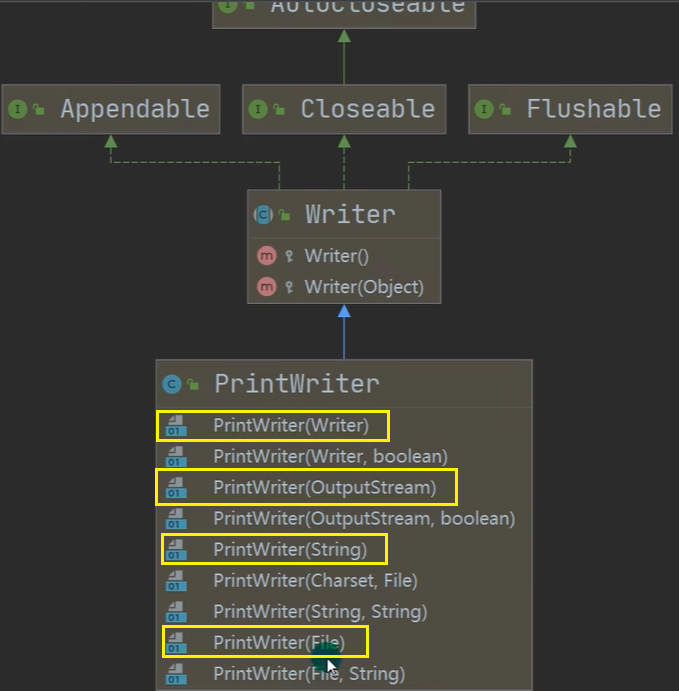 AutoCloseable
Appendable
Closeable
Flushable
Writer
Writer()
Writer(Object)
PrintWriter
PrintWriter(Writer)
PrintWriter(Writer, boolean)
PrintWriter(OutputStream)
PrintWriter(OutputStream, boolean)
PrintWriter(String)
PrintWriter(Charset, File)
PrintWriter(String, String)
PrintWriter(File)
PrintWriter(File, String)